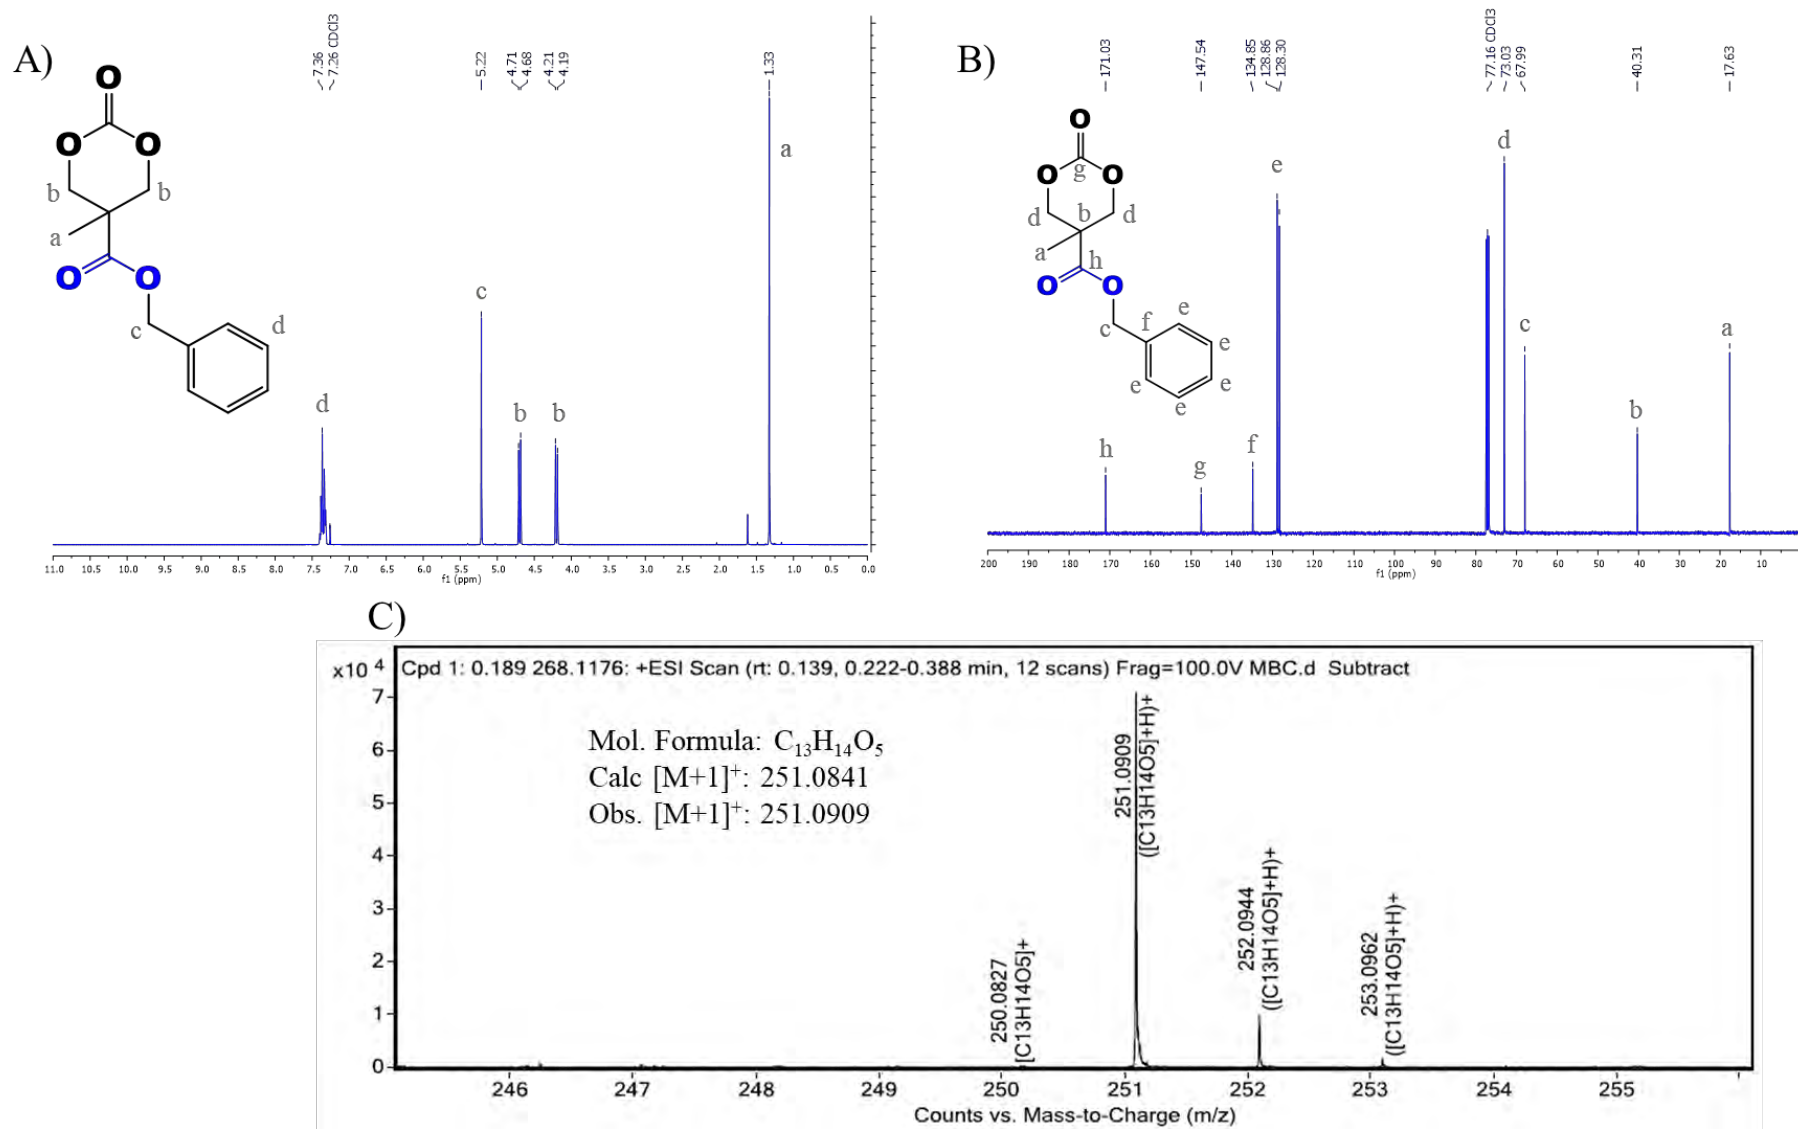 A)
7.36
7.26 CDCl3
5.22
4.71
4.68
4.21
4.19
1.33
O
O O
b b
a
O O
c
d
d
c
b
b
a
11.0 10.5 10.0 9.5 9.0 8.5 8.0 7.5 7.0 6.5 6.0 5.5 5.0 4.5 4.0 3.5 3.0 2.5 2.0 1.5 1.0 0.5 0.0
f1 (ppm)
B)
171.03
147.54
134.85
128.86
128.30
77.16 CDCl3
73.03
67.99
40.31
17.63
O
g
O O
d b d
a
h
O O
c f e
e
e e
e
h
g
f
e
d
c
b
a
200 190 180 170 160 150 140 130 120 110 100 90 80 70 60 50 40 30 20 10
f1 (ppm)
C)
x10 4
Cpd 1: 0.189 268.1176: +ESI Scan (rt: 0.139, 0.222-0.388 min, 12 scans) Frag=100.0V MBC.d Subtract
7
6
5
4
3
2
1
0
Mol. Formula: C13H14O5
Calc [M+1]+: 251.0841
Obs. [M+1]+: 251.0909
250.0827
[C13H14O5]+
251.0909
([C13H14O5]+H)+
252.0944
([C13H14O5]+H)+
253.0962
([C13H14O5]+H)+
246 247 248 249 250 251 252 253 254 255
Counts vs. Mass-to-Charge (m/z)